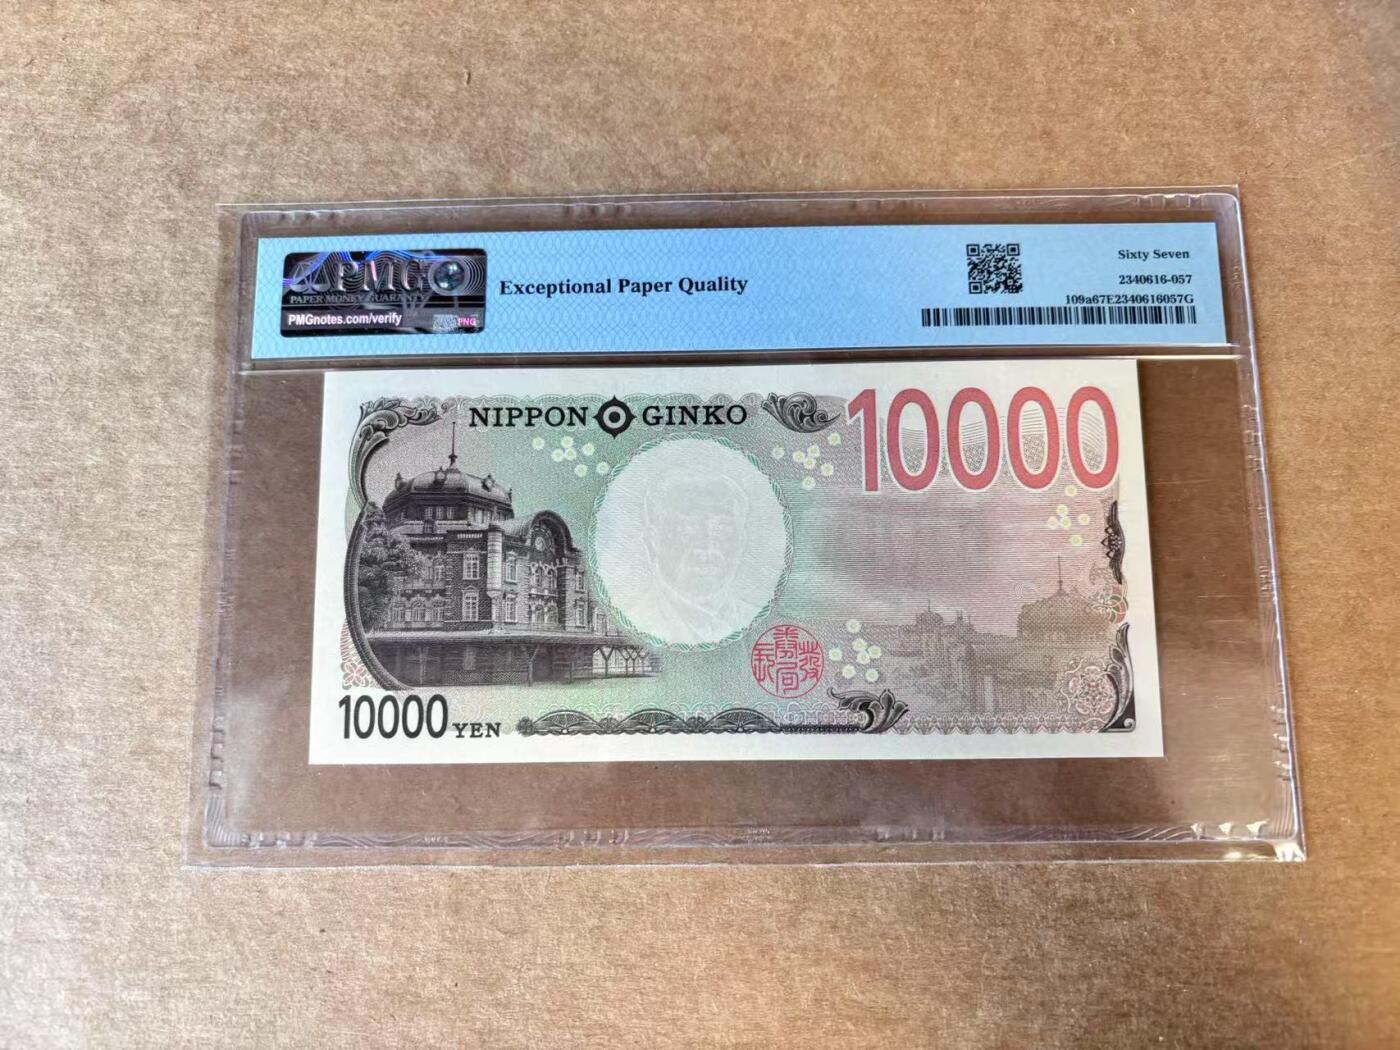 PMG
PAPER MONEY GUARANTY
PMGnotes.com/verify
PNG
Exceptional Paper Quality
Sixty Seven
2340616-057
109a67E2340616057G
NIPPON GINKO
10000
10000 YEN